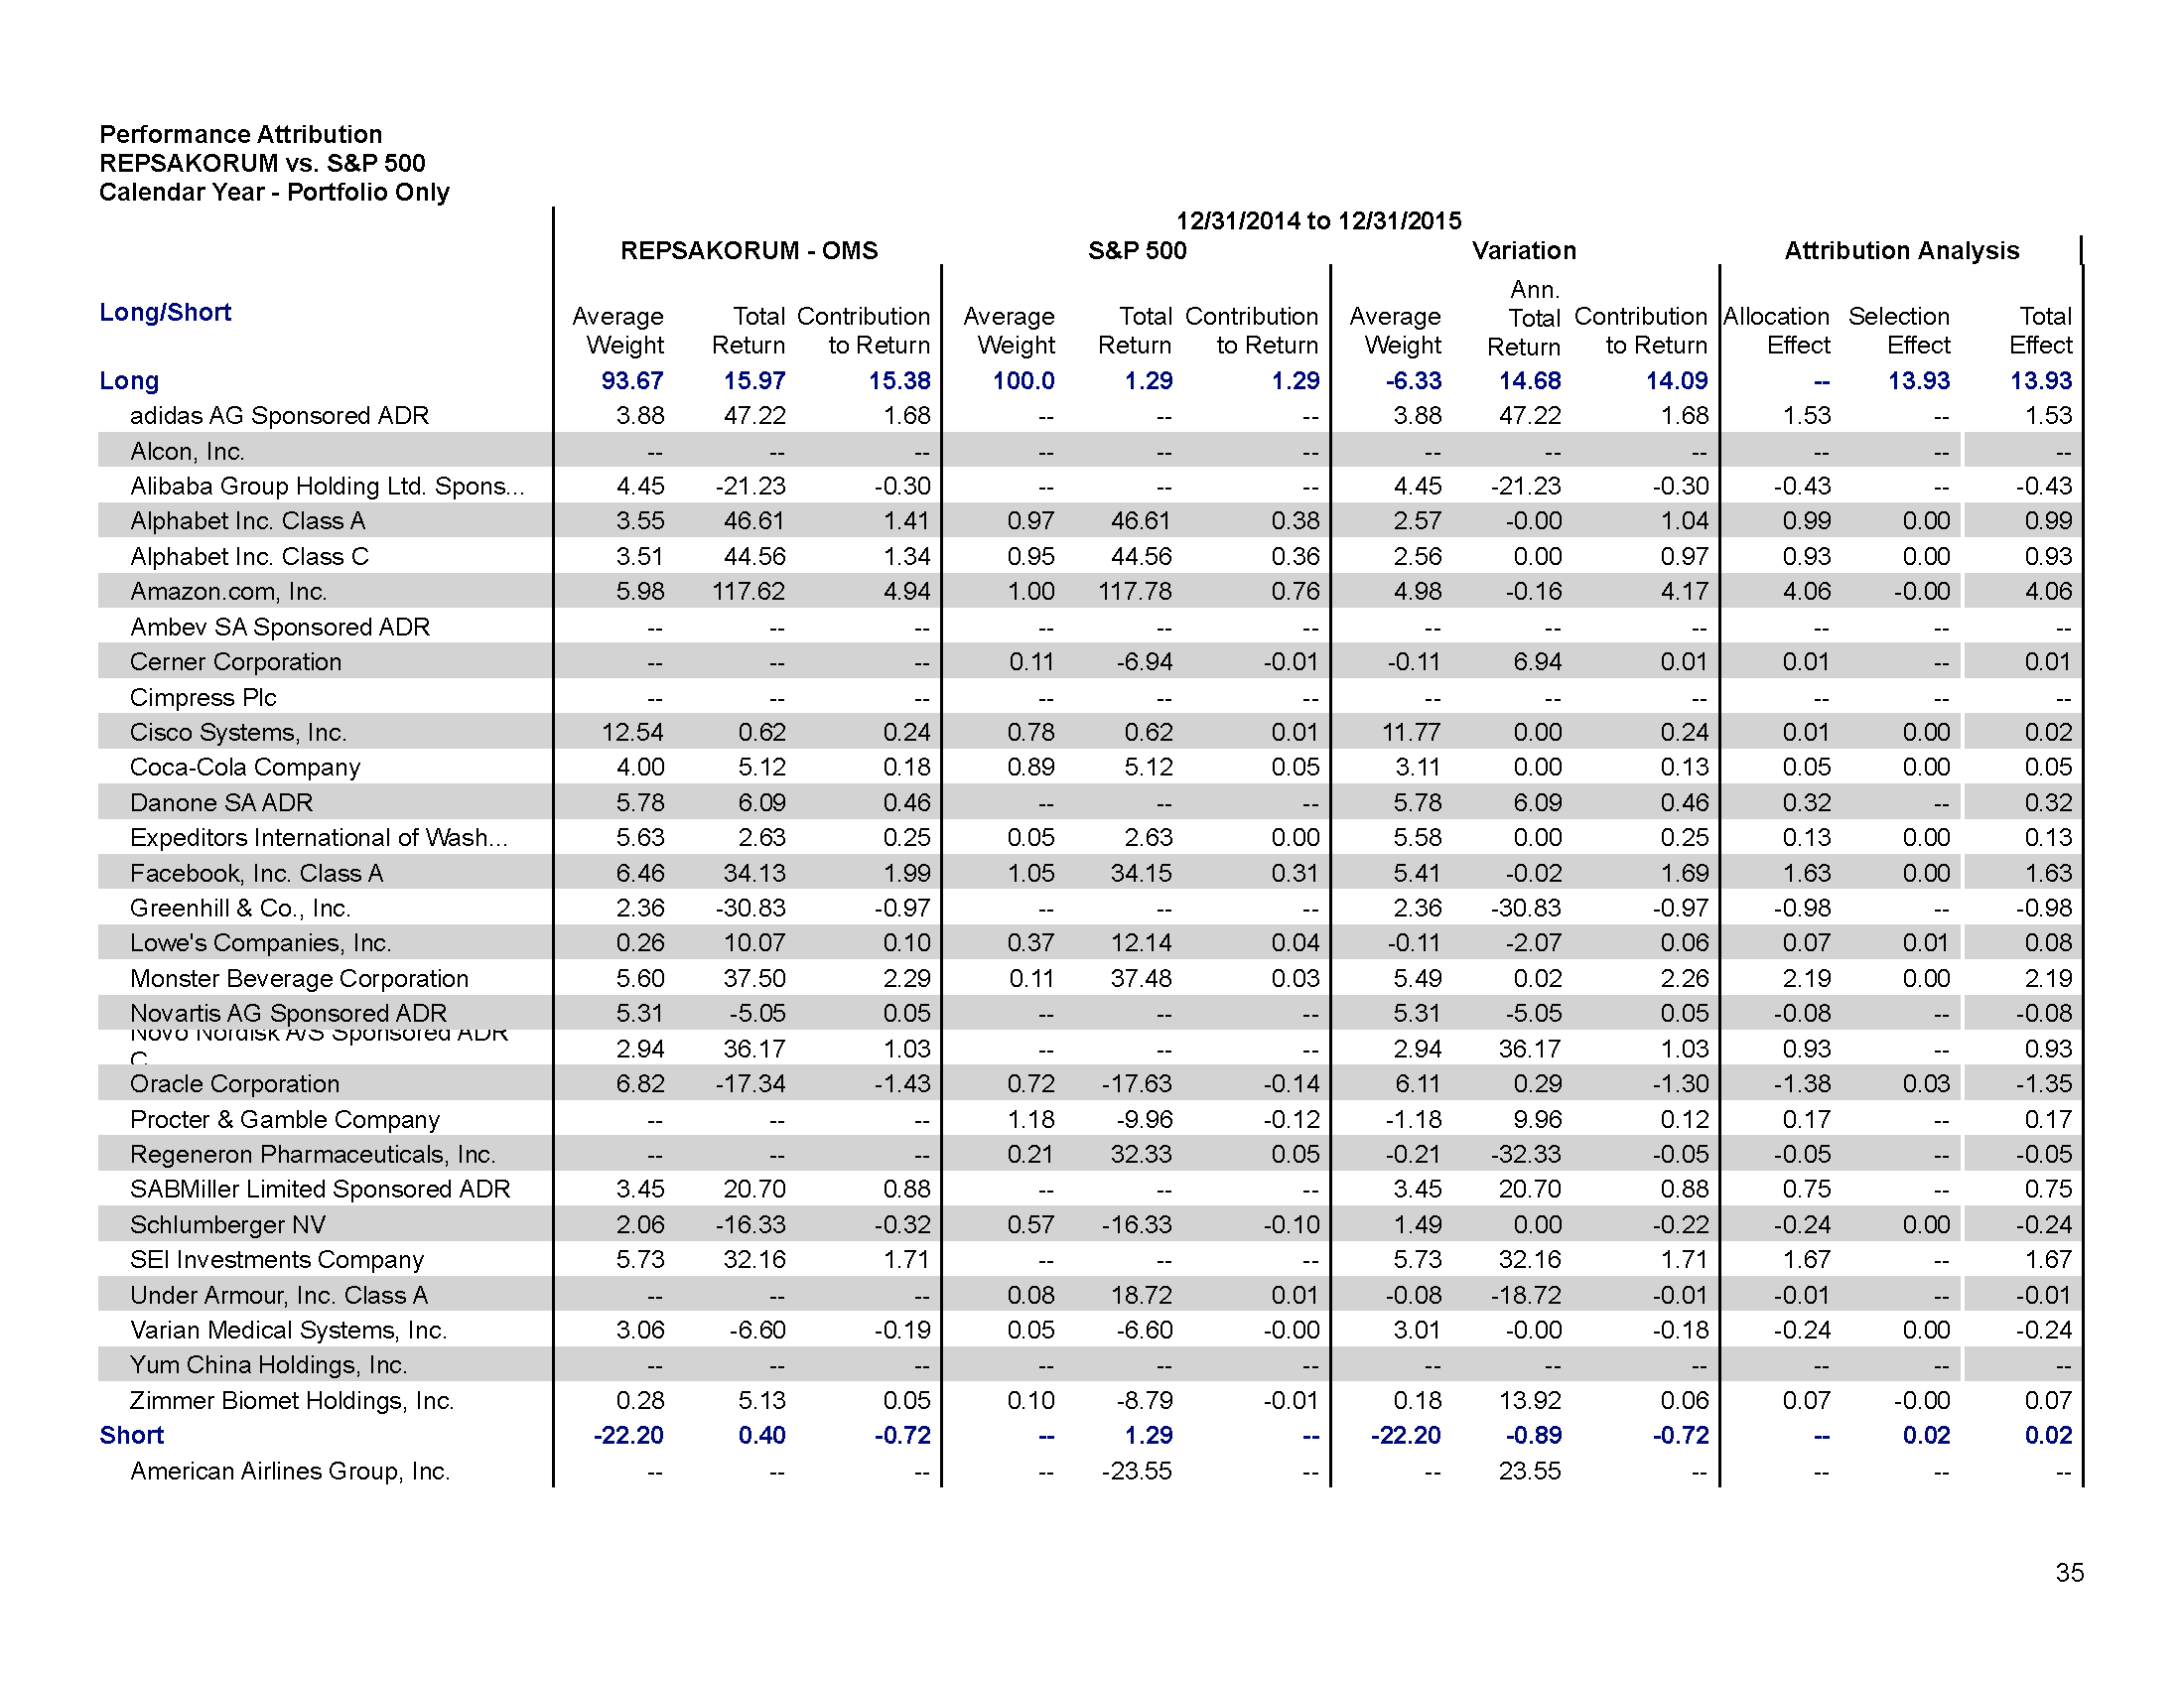 Performance Attribution
REPSAKORUM vs. S&P 500
Calendar Year - Portfolio Only
12/31/2014 to 12/31/2015
REPSAKORUM - OMS S&P 500 Variation Attribution Analysis
Long/Short Average Weight Total Return Contribution to Return Average Weight Total Return Contribution to Return Average Weight Ann. Total Return Contribution to Return Allocation Effect Selection Effect Total Effect
Long 93.67 15.97 15.38 100.0 1.29 1.29 -6.33 14.68 14.09 -- 13.93 13.93
adidas AG Sponsored ADR 3.88 47.22 1.68 -- -- -- 3.88 47.22 1.68 1.53 -- 1.53
Alcon, Inc. -- -- -- -- -- -- -- -- -- -- -- --
Alibaba Group Holding Ltd. Spons... 4.45 -21.23 -0.30 -- -- -- 4.45 -21.23 -0.30 -0.43 -- -0.43
Alphabet Inc. Class A 3.55 46.61 1.41 0.97 46.61 0.38 2.57 -0.00 1.04 0.99 0.00 0.99
Alphabet Inc. Class C 3.51 44.56 1.34 0.95 44.56 0.36 2.56 0.00 0.97 0.93 0.00 0.93
Amazon.com, Inc. 5.98 117.62 4.94 1.00 117.78 0.76 4.98 -0.16 4.17 4.06 -0.00 4.06
Ambev SA Sponsored ADR -- -- -- -- -- -- -- -- -- -- -- --
Cerner Corporation -- -- -- 0.11 -6.94 -0.01 -0.11 6.94 0.01 0.01 -- 0.01
Cimpress Plc -- -- -- -- -- -- -- -- -- -- -- --
Cisco Systems, Inc. 12.54 0.62 0.24 0.78 0.62 0.01 11.77 0.00 0.24 0.01 0.00 0.02
Coca-Cola Company 4.00 5.12 0.18 0.89 5.12 0.05 3.11 0.00 0.13 0.05 0.00 0.05
Danone SA ADR 5.78 6.09 0.46 -- -- -- 5.78 6.09 0.46 0.32 -- 0.32
Expeditors International of Wash... 5.63 2.63 0.25 0.05 2.63 0.00 5.58 0.00 0.25 0.13 0.00 0.13
Facebook, Inc. Class A 6.46 34.13 1.99 1.05 34.15 0.31 5.41 -0.02 1.69 1.63 0.00 1.63
Greenhill & Co., Inc. 2.36 -30.83 -0.97 -- -- -- 2.36 -30.83 -0.97 -0.98 -- -0.98
Lowe's Companies, Inc. 0.26 10.07 0.10 0.37 12.14 0.04 -0.11 -2.07 0.06 0.07 0.01 0.08
Monster Beverage Corporation 5.60 37.50 2.29 0.11 37.48 0.03 5.49 0.02 2.26 2.19 0.00 2.19
Novartis AG Sponsored ADR 5.31 -5.05 0.05 -- -- -- 5.31 -5.05 0.05 -0.08 -- -0.08
Novo Nordisk A/S Sponsored ADR 2.94 36.17 1.03 -- -- -- 2.94 36.17 1.03 0.93 -- 0.93
Oracle Corporation 6.82 -17.34 -1.43 0.72 -17.63 -0.14 6.11 0.29 -1.30 -1.38 0.03 -1.35
Procter & Gamble Company -- -- -- 1.18 -9.96 -0.12 -1.18 9.96 0.12 0.17 -- 0.17
Regeneron Pharmaceuticals, Inc. -- -- -- 0.21 32.33 0.05 -0.21 -32.33 -0.05 -0.05 -- -0.05
SABMiller Limited Sponsored ADR 3.45 20.70 0.88 -- -- -- 3.45 20.70 0.88 0.75 -- 0.75
Schlumberger NV 2.06 -16.33 -0.32 0.57 -16.33 -0.10 1.49 0.00 -0.22 -0.24 0.00 -0.24
SEI Investments Company 5.73 32.16 1.71 -- -- -- 5.73 32.16 1.71 1.67 -- 1.67
Under Armour, Inc. Class A -- -- -- 0.08 18.72 0.01 -0.08 -18.72 -0.01 -0.01 -- -0.01
Varian Medical Systems, Inc. 3.06 -6.60 -0.19 0.05 -6.60 -0.00 3.01 -0.00 -0.18 -0.24 0.00 -0.24
Yum China Holdings, Inc. -- -- -- -- -- -- -- -- -- -- -- --
Zimmer Biomet Holdings, Inc. 0.28 5.13 0.05 0.10 -8.79 -0.01 0.18 13.92 0.06 0.07 -0.00 0.07
Short -22.20 0.40 -0.72 -- 1.29 -- -22.20 -0.89 -0.72 -- 0.02 0.02
American Airlines Group, Inc. -- -- -- -- -23.55 -- -- 23.55 -- -- -- --
35